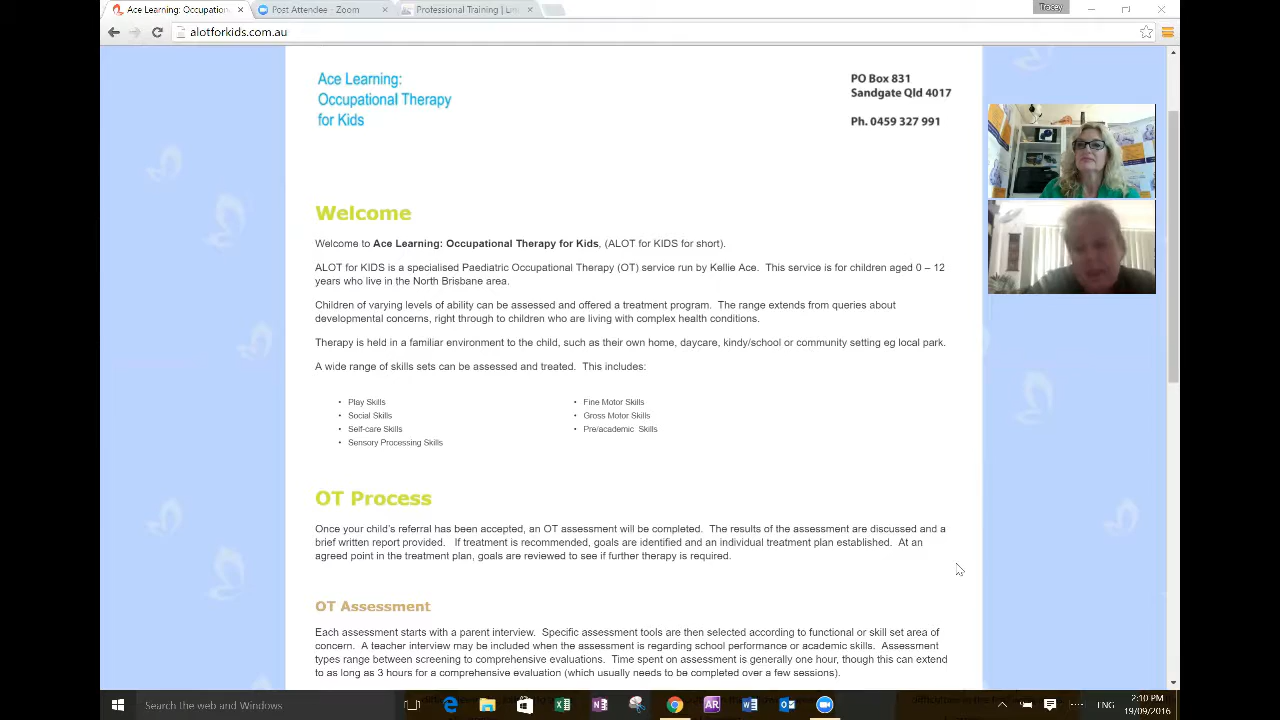 Ace Learning: Occupation
Post Attendee - Zoom
Professional Training | Li
Tracey
alotforkids.com.au
Ace Learning:
Occupational Therapy
for Kids
PO Box 831
Sandgate Qld 4017
Ph. 0459 327 991
Welcome
Welcome to Ace Learning: Occupational Therapy for Kids, (ALOT for KIDS for short).
ALOT for KIDS is a specialised Paediatric Occupational Therapy (OT) service run by Kellie Ace. This service is for children aged 0 – 12
years who live in the North Brisbane area.
Children of varying levels of ability can be assessed and offered a treatment program. The range extends from queries about
developmental concerns, right through to children who are living with complex health conditions.
Therapy is held in a familiar environment to the child, such as their own home, daycare, kindy/school or community setting eg local park.
A wide range of skills sets can be assessed and treated. This includes:
• Play Skills
• Social Skills
• Self-care Skills
• Sensory Processing Skills
• Fine Motor Skills
• Gross Motor Skills
• Pre/academic Skills
OT Process
Once your child's referral has been accepted, an OT assessment will be completed. The results of the assessment are discussed and a
brief written report provided. If treatment is recommended, goals are identified and an individual treatment plan established. At an
agreed point in the treatment plan, goals are reviewed to see if further therapy is required.
OT Assessment
Each assessment starts with a parent interview. Specific assessment tools are then selected according to functional or skill set area of
concern. A teacher interview may be included when the assessment is regarding school performance or academic skills. Assessment
types range between screening to comprehensive evaluations. Time spent on assessment is generally one hour, though this can extend
to as long as 3 hours for a comprehensive evaluation (which usually needs to be completed over a few sessions).
Search the web and Windows
ENG
2:10 PM
19/09/2016